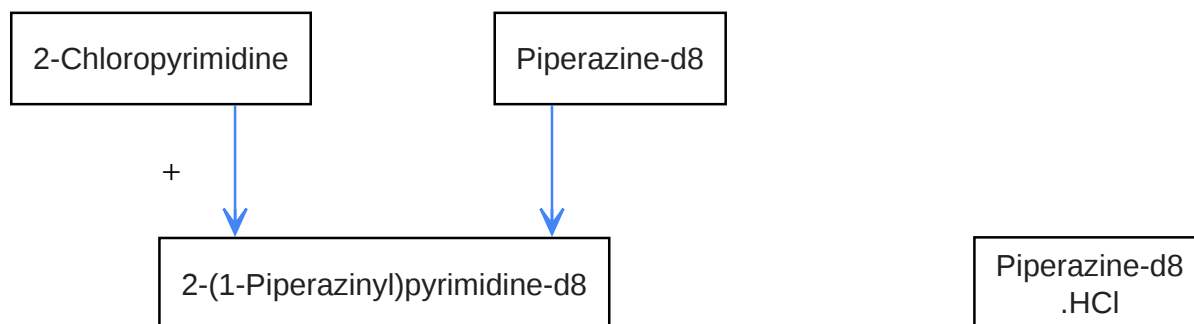 2-Chloropyrimidine
Piperazine-d8
+
2-(1-Piperazinyl)pyrimidine-d8
Piperazine-d8
.HCl